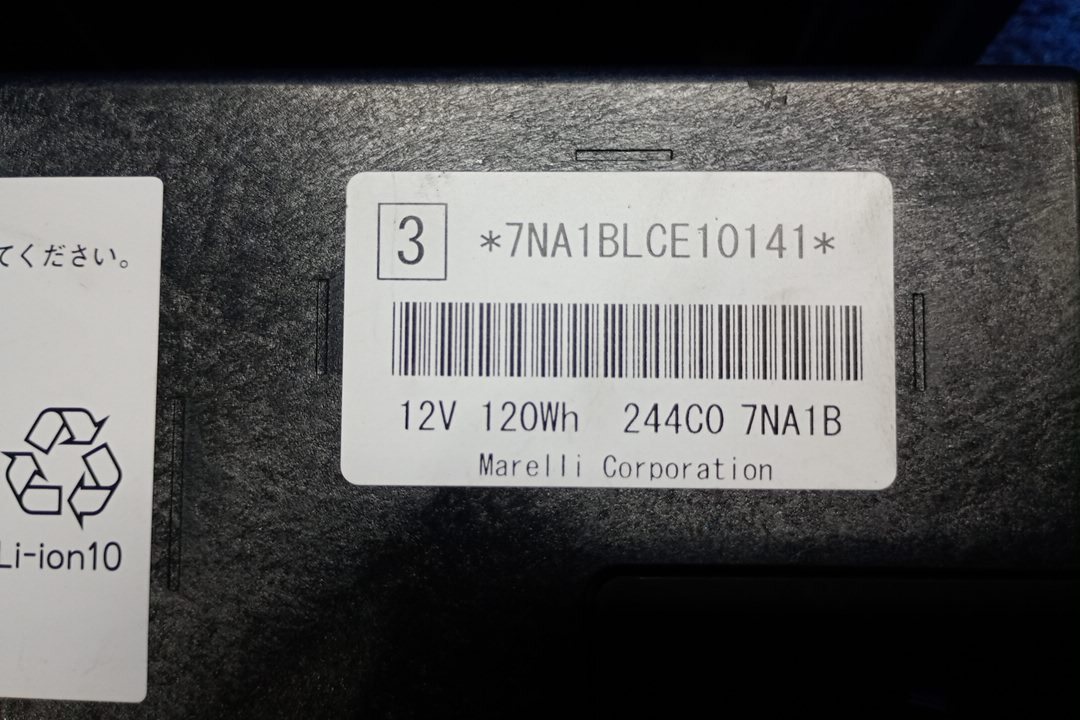 てください。
Li-ion10
3 *7NA1BLCE10141*
12V 120Wh 244C0 7NA1B
Marelli Corporation